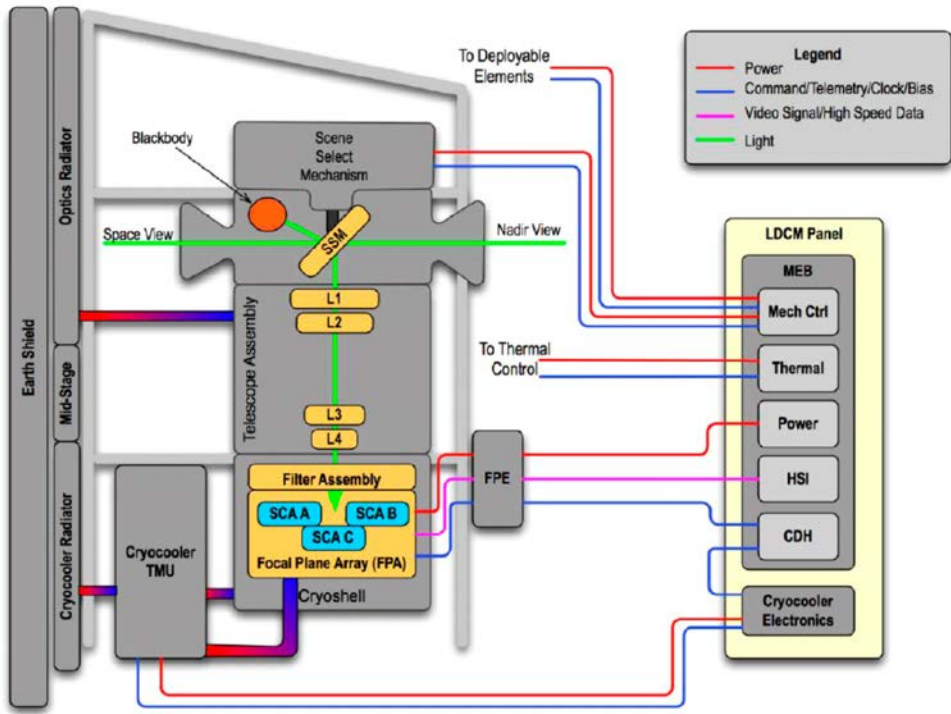 To Deployable
Elements
Legend
Power
Command/Telemetry/Clock/Bias
Video Signal/High Speed Data
Light
Earth Shield
Optics Radiator
Mid-Stage
Cryocooler Radiator
Blackbody
Scene
Select
Mechanism
Space View
SSM
Nadir View
Telescope Assembly
L1
L2
L3
L4
Filter Assembly
SCA A
SCA B
SCA C
Focal Plane Array (FPA)
Cryoshell
Cryocooler
TMU
To Thermal
Control
FPE
LDCM Panel
MEB
Mech Ctrl
Thermal
Power
HSI
CDH
Cryocooler
Electronics